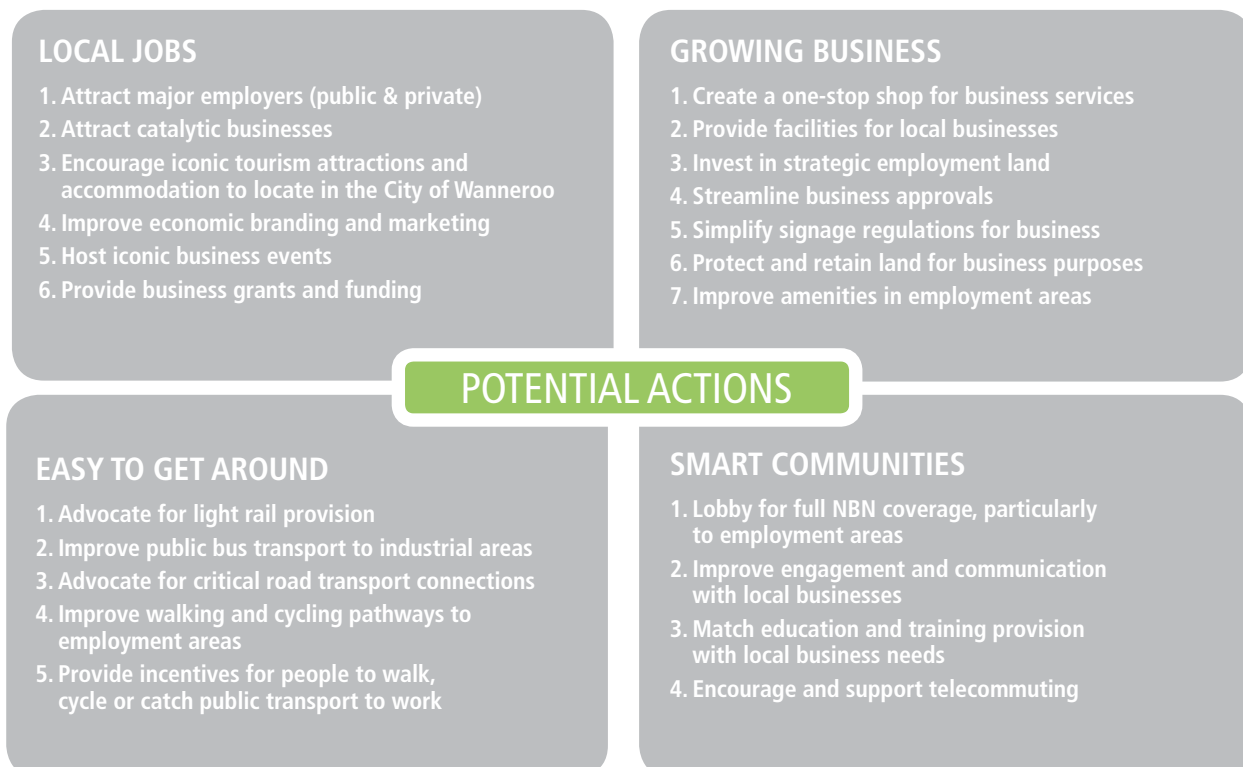 LOCAL JOBS
1. Attract major employers (public & private)
2. Attract catalytic businesses
3. Encourage iconic tourism attractions and
accommodation to locate in the City of Wanneroo
4. Improve economic branding and marketing
5. Host iconic business events
6. Provide business grants and funding
GROWING BUSINESS
1. Create a one-stop shop for business services
2. Provide facilities for local businesses
3. Invest in strategic employment land
4. Streamline business approvals
5. Simplify signage regulations for business
6. Protect and retain land for business purposes
7. Improve amenities in employment areas
POTENTIAL ACTIONS
EASY TO GET AROUND
1. Advocate for light rail provision
2. Improve public bus transport to industrial areas
3. Advocate for critical road transport connections
4. Improve walking and cycling pathways to
employment areas
5. Provide incentives for people to walk,
cycle or catch public transport to work
SMART COMMUNITIES
1. Lobby for full NBN coverage, particularly
to employment areas
2. Improve engagement and communication
with local businesses
3. Match education and training provision
with local business needs
4. Encourage and support telecommuting